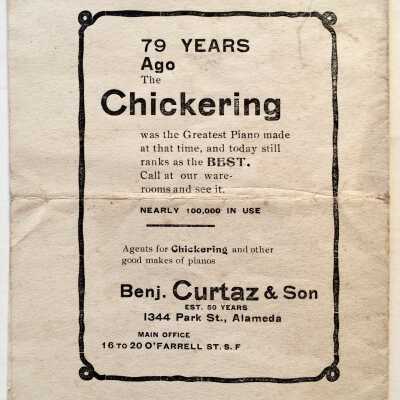 79 YEARS
Ago
The
Chickering
was the Greatest Piano made
at that time, and today still
ranks as the BEST.
Call at our ware-
rooms and see it.
NEARLY 100,000 IN USE
Agents for Chickering and other
good makes of pianos
Benj. Curtaz & Son
EST. 50 YEARS
1344 Park St., Alameda
MAIN OFFICE
16 TO 20 O'FARRELL ST. S.F